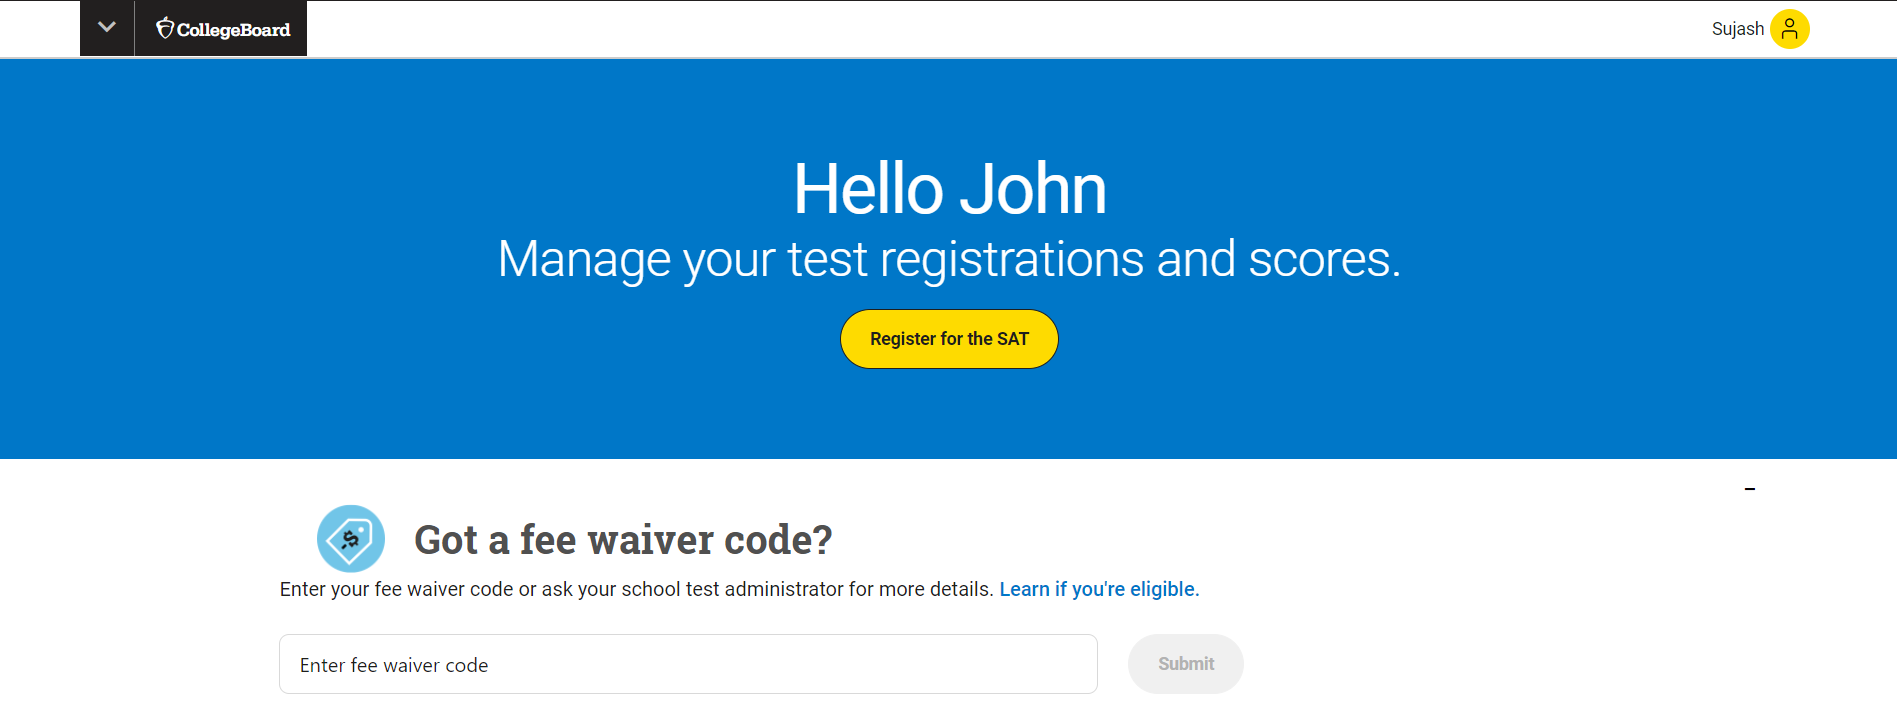 CollegeBoard
Sujash
Hello John
Manage your test registrations and scores.
Register for the SAT
Got a fee waiver code?
Enter your fee waiver code or ask your school test administrator for more details. Learn if you're eligible.
Enter fee waiver code
Submit